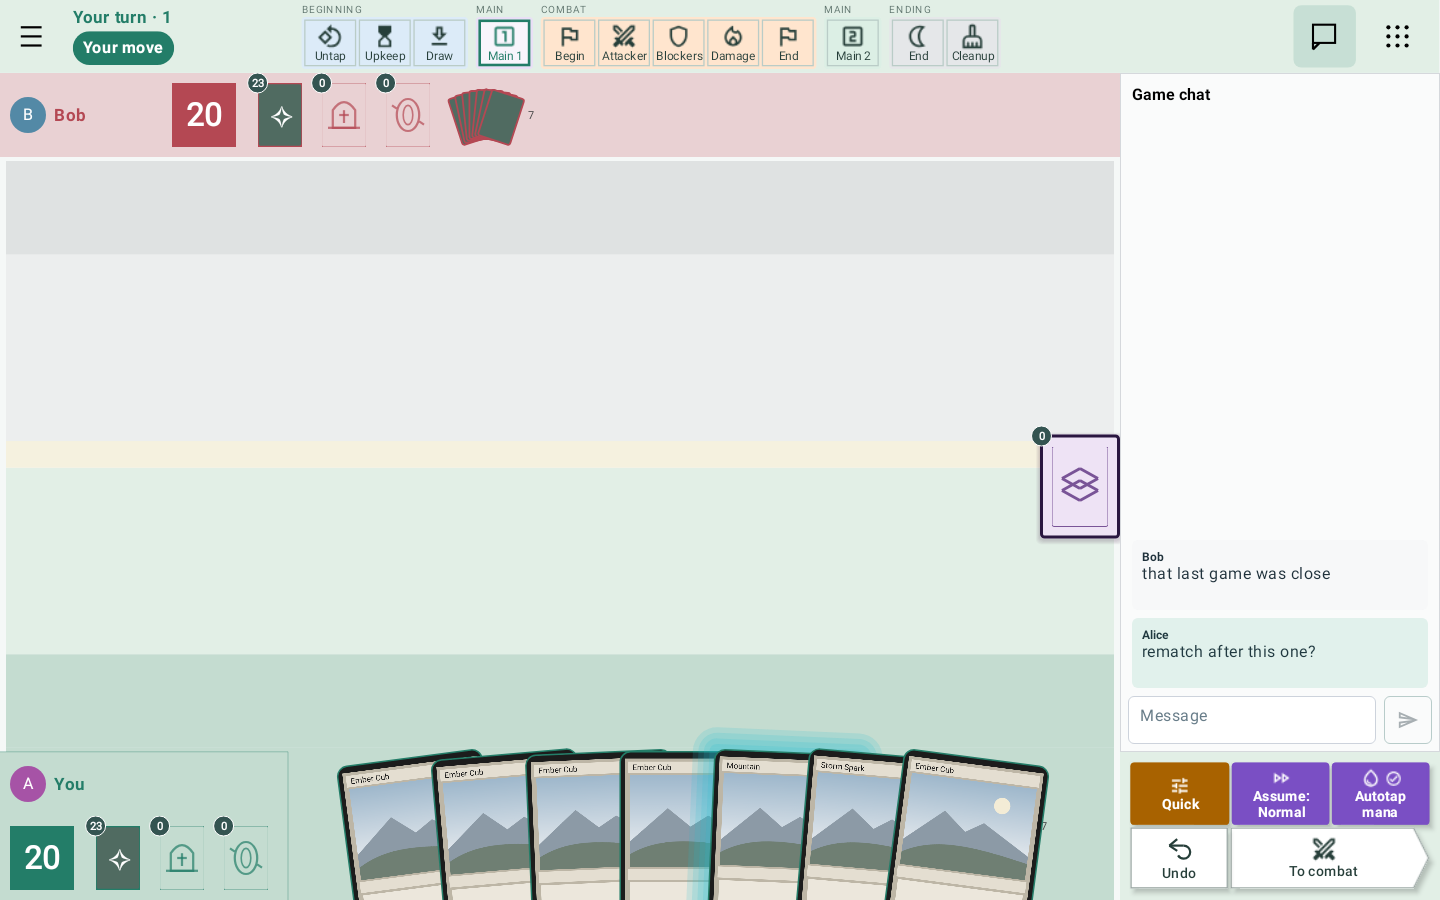 Your turn · 1
Your move
BEGINNING
MAIN
COMBAT
MAIN
ENDING
Untap
Upkeep
Draw
Main 1
Begin
Attacker
Blockers
Damage
End
Main 2
End
Cleanup
B
Bob
20
23
0
0
7
Game chat
0
Bob
that last game was close
Alice
rematch after this one?
Message
A
You
20
23
0
0
Ember Cub
Ember Cub
Ember Cub
Ember Cub
Mountain
Storm Spark
Ember Cub
7
Quick
Assume:
Normal
Autotap
mana
Undo
To combat